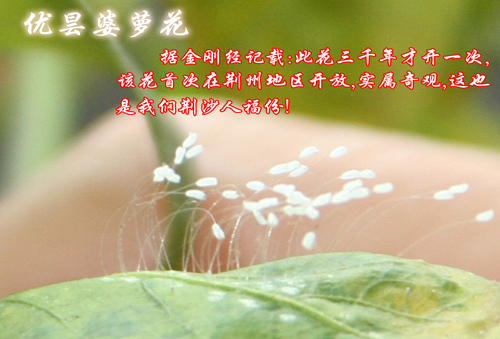 优昙婆萝花
据金刚经记载:此花三千年才开一次,
该花首次在荆州地区开放,实属奇观,这也
是我们荆沙人福份!